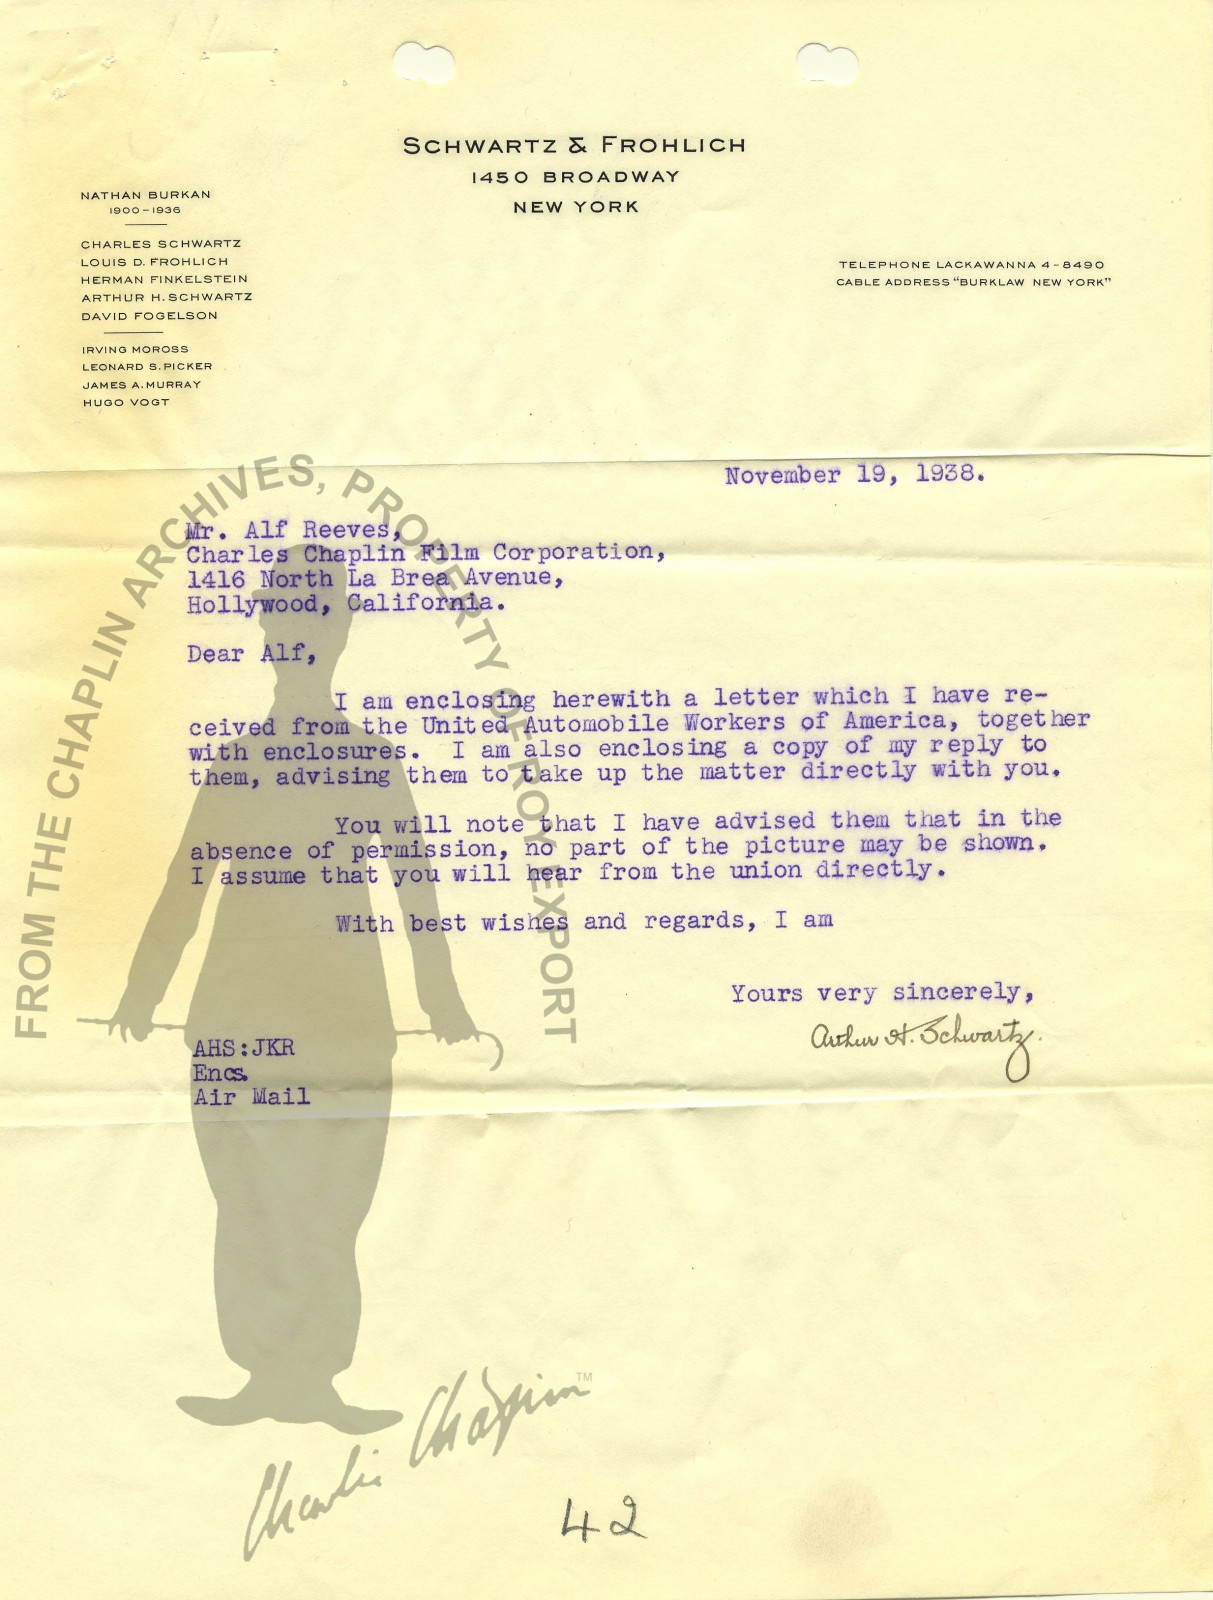 SCHWARTZ & FROHLICH
1450 BROADWAY
NEW YORK
NATHAN BURKAN
1900-1936
CHARLES SCHWARTZ
LOUIS D. FROHLICH
HERMAN FINKELSTEIN
ARTHUR H. SCHWARTZ
DAVID FOGELSON
IRVING MOROSS
LEONARD S. PICKER
JAMES A. MURRAY
HUGO VOGT
TELEPHONE LACKAWANNA 4-8490
CABLE ADDRESS "BURKLAW NEW YORK"
November 19, 1938.
Mr. Alf Reeves,
Charles Chaplin Film Corporation,
1416 North La Brea Avenue,
Hollywood, California.
Dear Alf,
I am enclosing herewith a letter which I have re-
ceived from the United Automobile Workers of America, together
with enclosures. I am also enclosing a copy of my reply to
them, advising them to take up the matter directly with you.
You will note that I have advised them that in the
absence of permission, no part of the picture may be shown.
I assume that you will hear from the union directly.
With best wishes and regards, I am
Yours very sincerely,
Arthur H. Schwartz.
AHS:JKR
Encs.
Air Mail
FROM THE CHAPLIN ARCHIVES, PROPERTY OF ROY EXPORT
Charlie Chaplin™
42